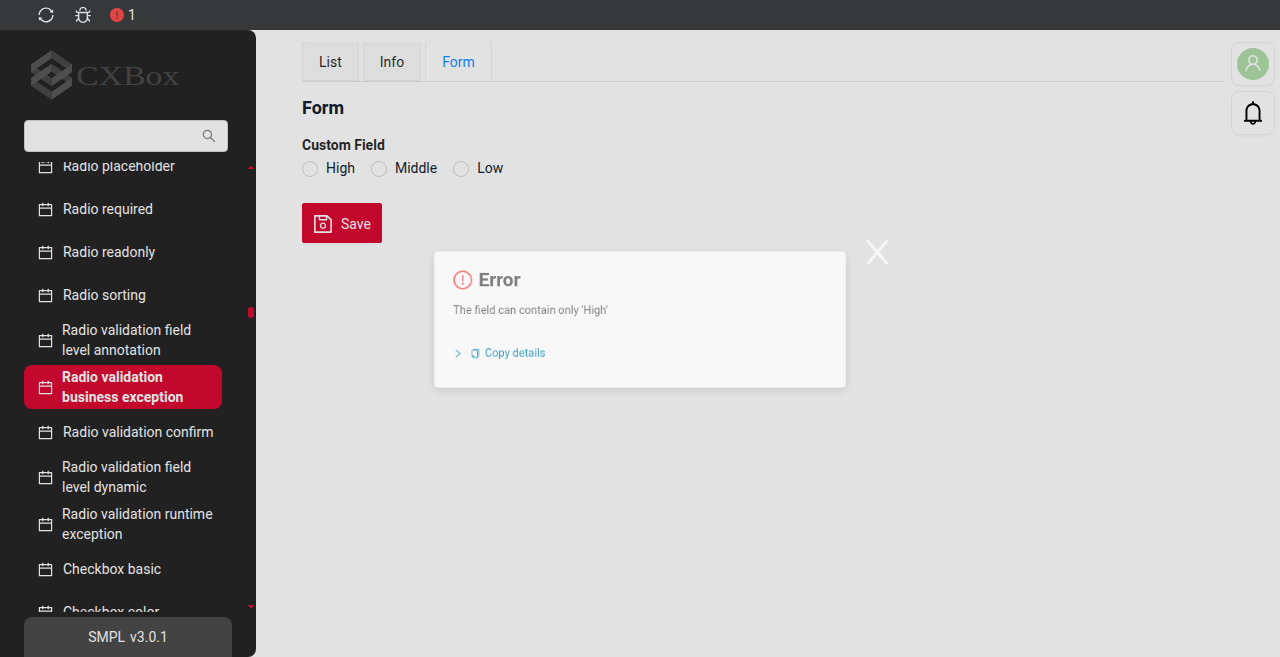 1
CXBox
Radio placeholder
Radio required
Radio readonly
Radio sorting
Radio validation field
level annotation
Radio validation
business exception
Radio validation confirm
Radio validation field
level dynamic
Radio validation runtime
exception
Checkbox basic
Checkbox color
SMPL v3.0.1
List Info Form
Form
Custom Field
High Middle Low
Save
Error
The field can contain only 'High'
Copy details